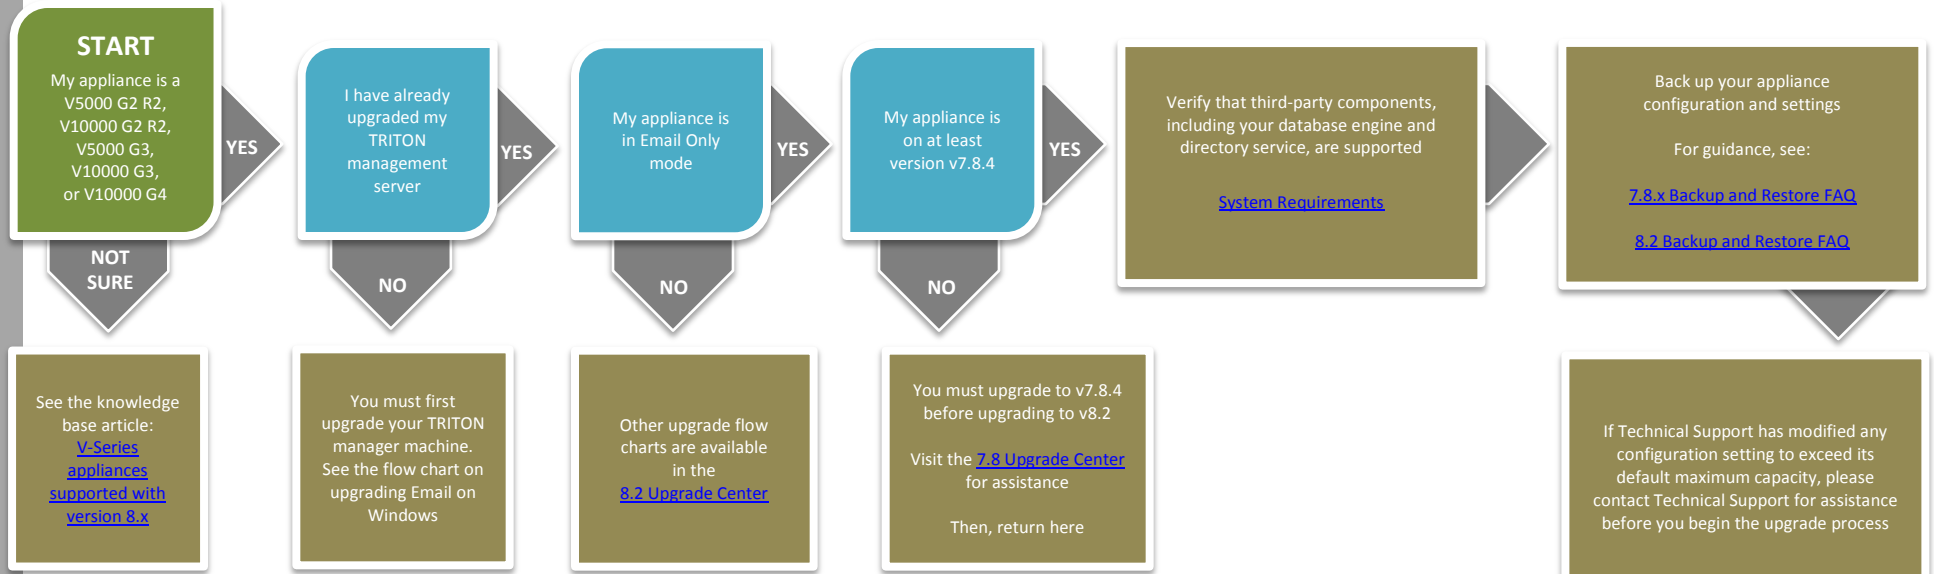 START
My appliance is a
V5000 G2 R2,
V10000 G2 R2,
V5000 G3,
V10000 G3,
or V10000 G4
YES
NOT
SURE
See the knowledge
base article:
V-Series
appliances
supported with
version 8.x
I have already
upgraded my
TRITON
management
server
YES
NO
You must first
upgrade your TRITON
manager machine.
See the flow chart on
upgrading Email on
Windows
My appliance is
in Email Only
mode
YES
NO
Other upgrade flow
charts are available
in the
8.2 Upgrade Center
My appliance is
on at least
version v7.8.4
YES
NO
You must upgrade to v7.8.4
before upgrading to v8.2
Visit the 7.8 Upgrade Center
for assistance
Then, return here
Verify that third-party components,
including your database engine and
directory service, are supported
System Requirements
Back up your appliance
configuration and settings
For guidance, see:
7.8.x Backup and Restore FAQ
8.2 Backup and Restore FAQ
If Technical Support has modified any
configuration setting to exceed its
default maximum capacity, please
contact Technical Support for assistance
before you begin the upgrade process